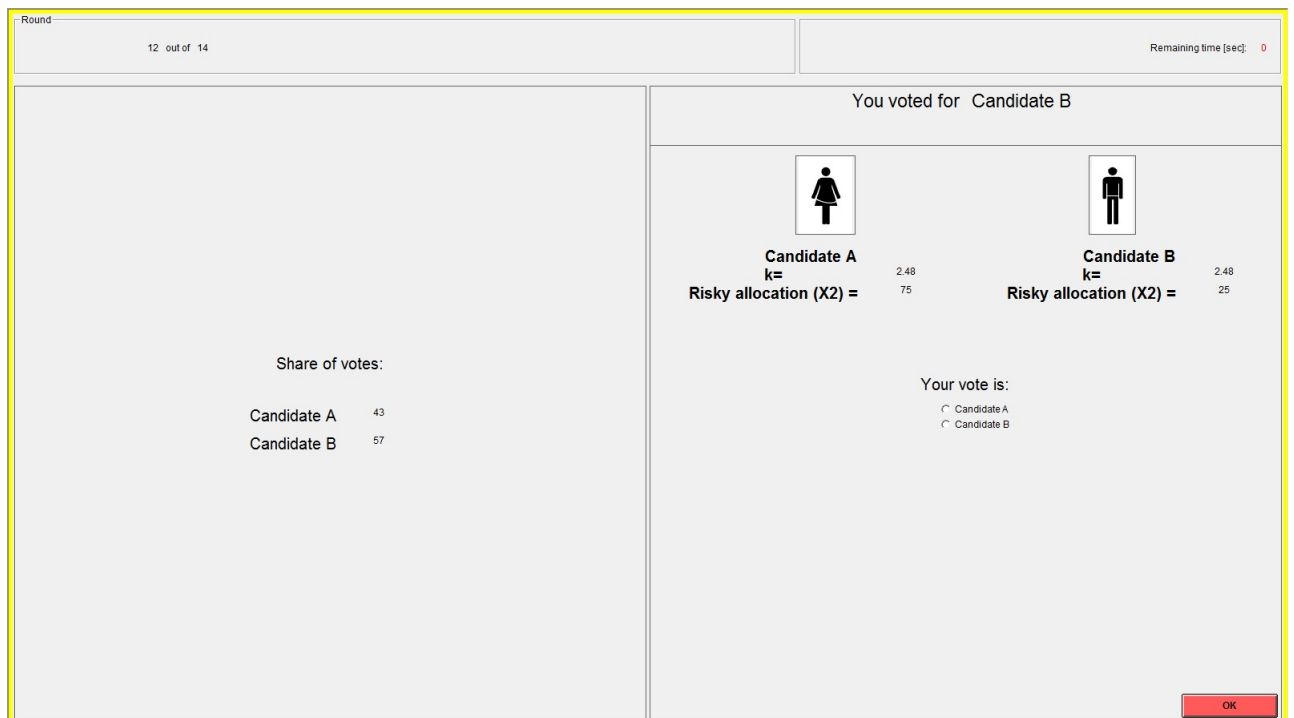 Round
12 out of 14
Remaining time [sec]: 0
Share of votes:
Candidate A 43
Candidate B 57
You voted for Candidate B
Candidate A
k= 2.48
Risky allocation (X2) = 75
Candidate B
k= 2.48
Risky allocation (X2) = 25
Your vote is:
Candidate A
Candidate B
OK